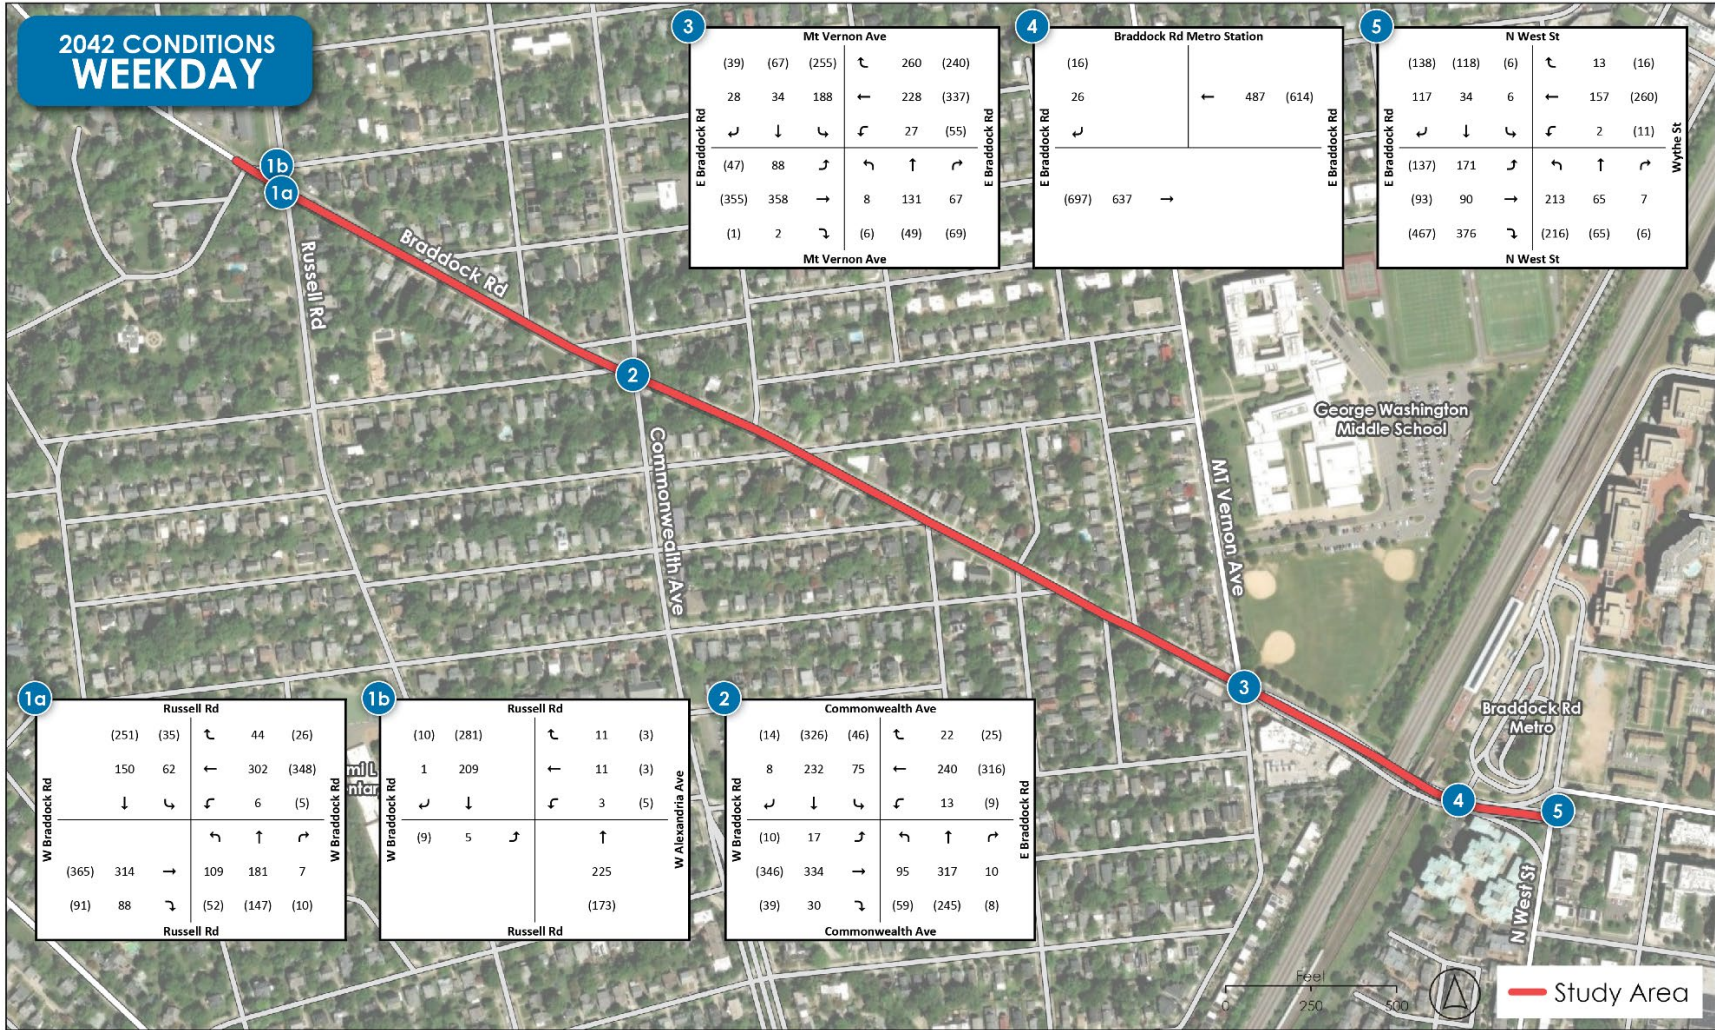 2042 CONDITIONS
WEEKDAY
3
Mt Vernon Ave
(39) (67) (255) 260 (240)
28 34 188 ← 228 (337)
↓ 27 (55)
E Braddock Rd
E Braddock Rd
(47) 88 ↑
(355) 358 → 8 131 67
(1) 2 (6) (49) (69)
Mt Vernon Ave
4
Braddock Rd Metro Station
(16)
26 ← 487 (614)
E Braddock Rd
E Braddock Rd
(697) 637 →
5
N West St
(138) (118) (6) 13 (16)
117 34 6 ← 157 (260)
↓ 2 (11)
E Braddock Rd
Wythe St
(137) 171 ↑
(93) 90 → 213 65 7
(467) 376 (216) (65) (6)
N West St
1b
1a
Russell Rd
Braddock Rd
2
Commonwealth Ave
George Washington
Middle School
MT Vernon Ave
3
Braddock Rd
Metro
4
5
N West St
1a
Russell Rd
(251) (35) 44 (26)
150 62 ← 302 (348)
↓ 6 (5)
W Braddock Rd
W Braddock Rd
↑
(365) 314 → 109 181 7
(91) 88 (52) (147) (10)
Russell Rd
1b
Russell Rd
(10) (281) 11 (3)
1 209 ← 11 (3)
↓ 3 (5)
W Braddock Rd
W Alexandria Ave
(9) 5 ↑
225
(173)
Russell Rd
2
Commonwealth Ave
(14) (326) (46) 22 (25)
8 232 75 ← 240 (316)
↓ 13 (9)
W Braddock Rd
E Braddock Rd
(10) 17 ↑
(346) 334 → 95 317 10
(39) 30 (59) (245) (8)
Commonwealth Ave
Feet
0 250 500
Study Area